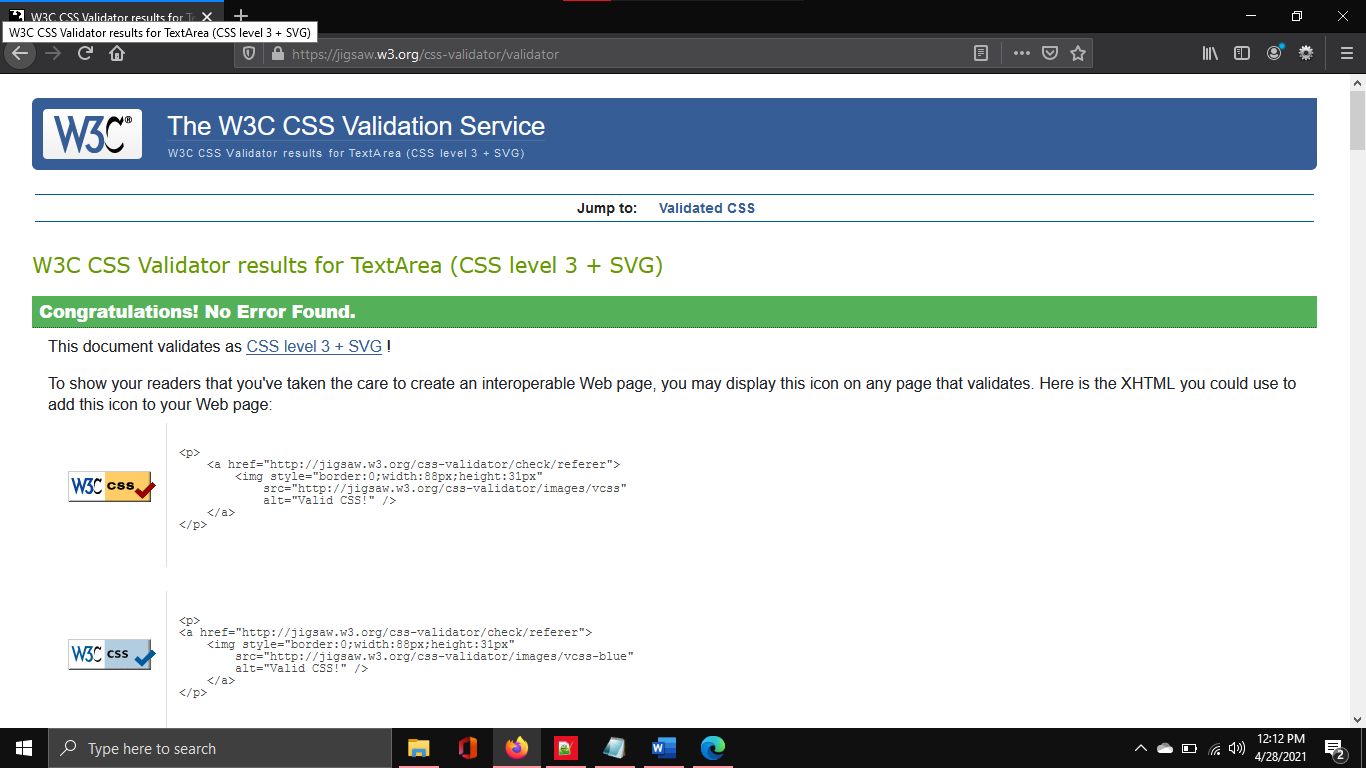 W3C CSS Validator results for Te
W3C CSS Validator results for TextArea (CSS level 3 + SVG)
https://jigsaw.w3.org/css-validator/validator
W3C®
The W3C CSS Validation Service
W3C CSS Validator results for TextArea (CSS level 3 + SVG)
Jump to: Validated CSS
W3C CSS Validator results for TextArea (CSS level 3 + SVG)
Congratulations! No Error Found.
This document validates as CSS level 3 + SVG !
To show your readers that you've taken the care to create an interoperable Web page, you may display this icon on any page that validates. Here is the XHTML you could use to
add this icon to your Web page:
W3C css
<p>
<a href="http://jigsaw.w3.org/css-validator/check/referer">
<img style="border:0;width:88px;height:31px"
src="http://jigsaw.w3.org/css-validator/images/vcss"
alt="Valid CSS!" />
</a>
</p>
W3C css
<p>
<a href="http://jigsaw.w3.org/css-validator/check/referer">
<img style="border:0;width:88px;height:31px"
src="http://jigsaw.w3.org/css-validator/images/vcss-blue"
alt="Valid CSS!" />
</a>
</p>
Type here to search
W
12:12 PM
4/28/2021
2